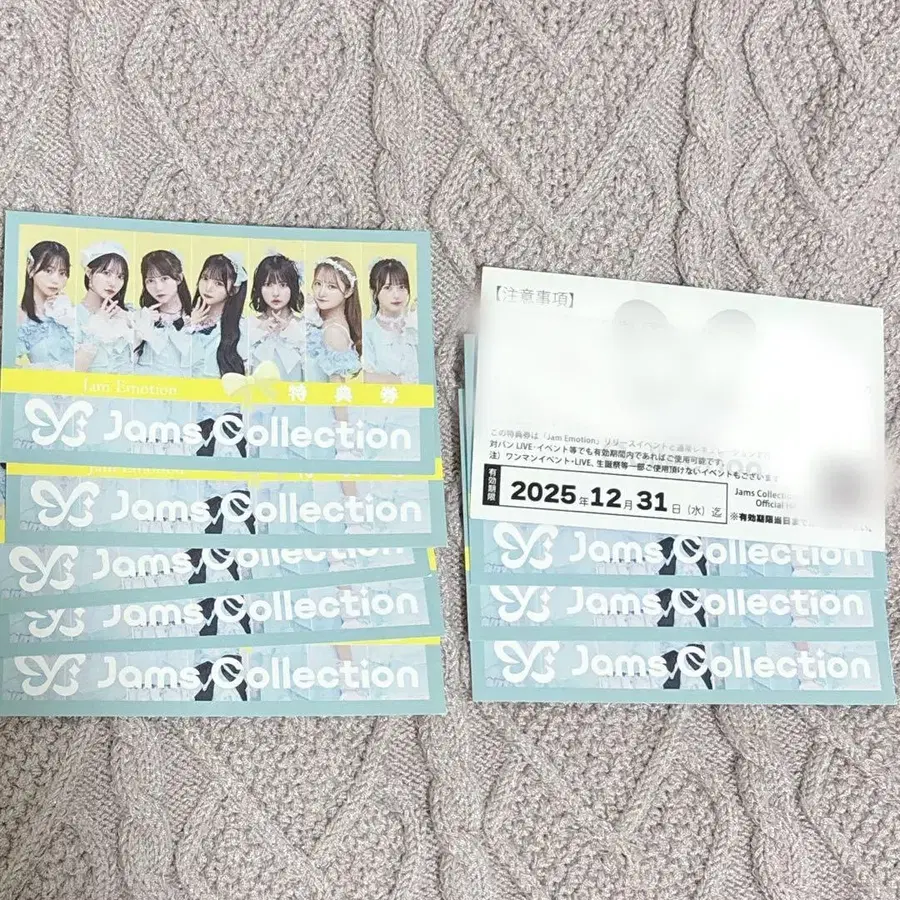 Jam Emotion
特典券
Jams Collection
Jams Collection
Jams Collection
Jams Collection
Jams Collection
【注意事項】
この特典券は「Jam Emotion」リリースイベントと通常
対バンLIVE・イベント等でも有効期間内であればご使用可能です。
注）ワンマンイベント・LIVE、生誕祭等一部ご使用頂けないイベントもございます
有効期限
2025年12月31日（水）迄
Jams Collection
Official
※有効期限当日まで
Jams Collection
Jams Collection
Jams Collection